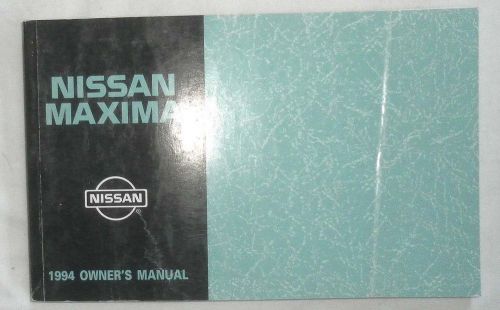 NISSAN
MAXIMA
NISSAN
®
1994 OWNER'S MANUAL